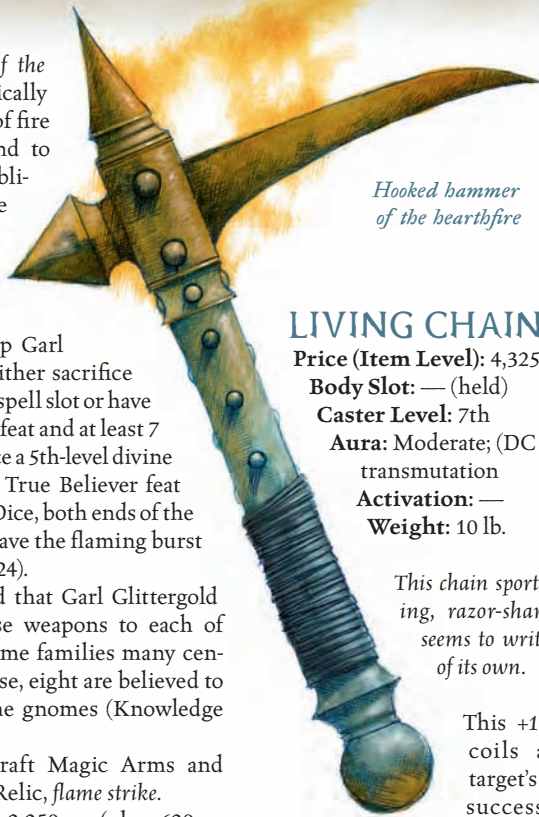 of the
ically
of fire
nd to
bli-
e
p Garl
ither sacrifice
spell slot or have
feat and at least 7
ce a 5th-level divine
True Believer feat
Dice, both ends of the
ave the flaming burst
24).
d that Garl Glittergold
se weapons to each of
me families many cen-
se, eight are believed to
ne gnomes (Knowledge
raft Magic Arms and
Relic, flame strike.
Hooked hammer
of the hearthfire
LIVING CHAIN
Price (Item Level): 4,325
Body Slot: — (held)
Caster Level: 7th
Aura: Moderate; (DC
transmutation
Activation: —
Weight: 10 lb.
This chain sport
ing, razor-shar
seems to writ
of its own.
This +1
coils a
target's
success